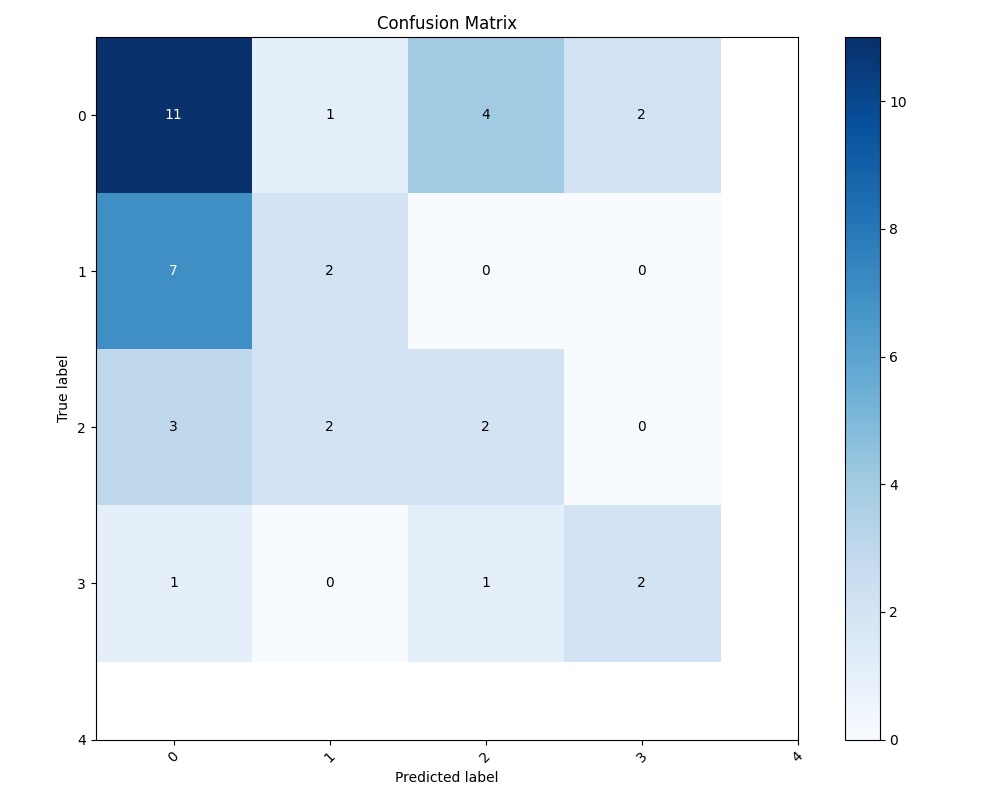 Confusion Matrix
0 11 1 4 2
1 7 2 0 0
2 3 2 2 0
3 1 0 1 2
4
0 1 2 3 4
Predicted label
True label
10
8
6
4
2
0